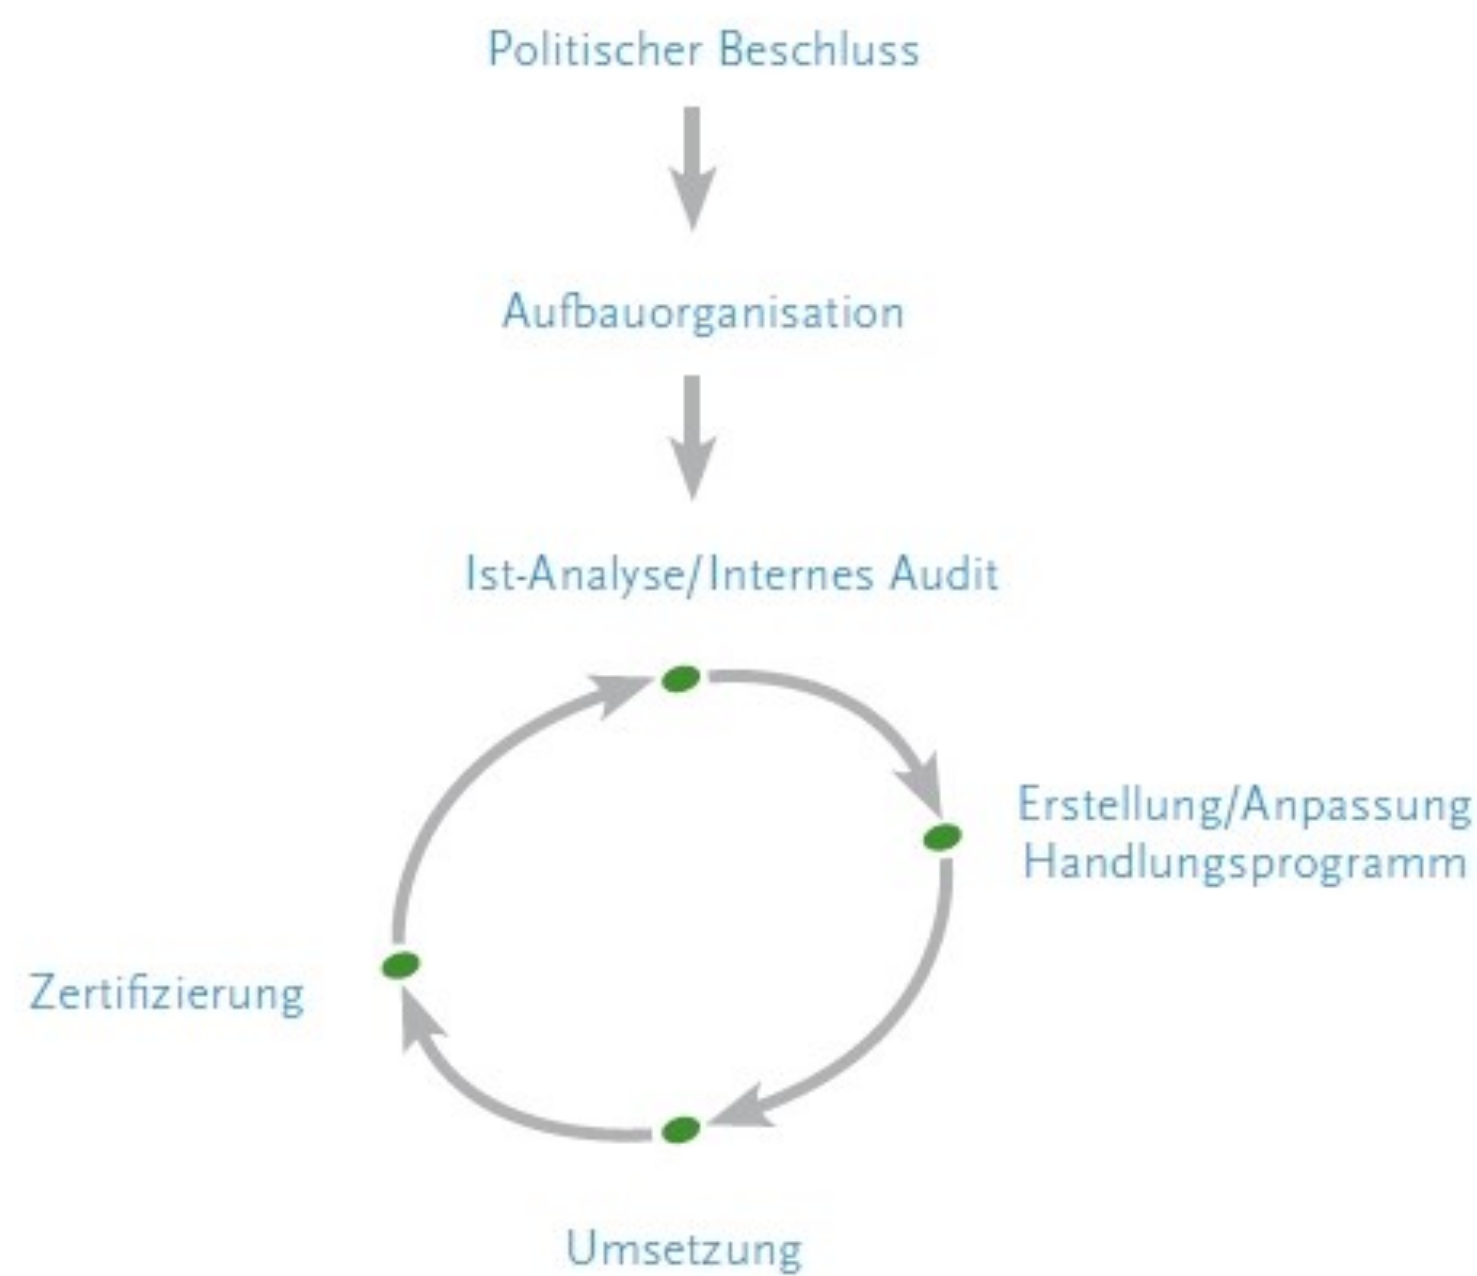 Politischer Beschluss
Aufbauorganisation
Ist-Analyse/Internes Audit
Erstellung/Anpassung
Handlungsprogramm
Zertifizierung
Umsetzung